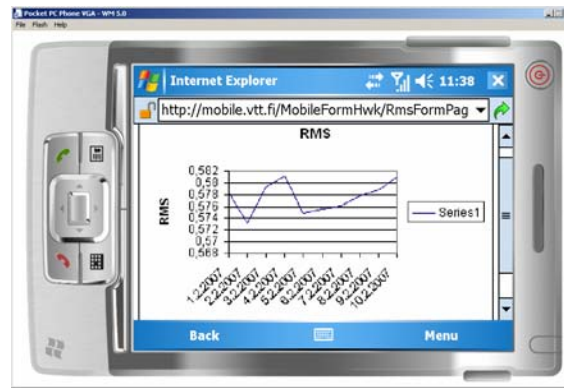 Pocket PC Phone VGA - WM 5.0
File Flash Help
Internet Explorer 11:38
http://mobile.vtt.fi/MobileFormHwk/RmsFormPag
RMS
RMS
0,582
0,58
0,578
0,576
0,574
0,572
0,57
0,568
Series1
1.2.2007
2.2.2007
3.2.2007
4.2.2007
5.2.2007
6.2.2007
7.2.2007
8.2.2007
9.2.2007
10.2.2007
Back Menu